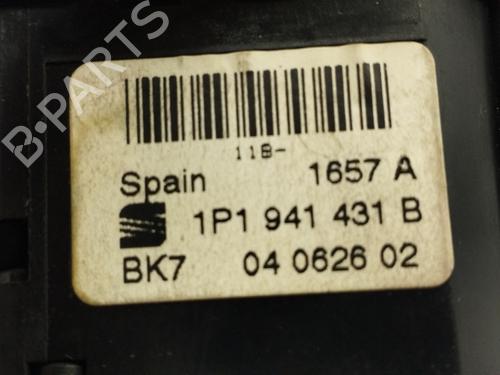 B-PARTS
11B-
Spain 1657 A
1P1 941 431 B
BK7 04 0626 02